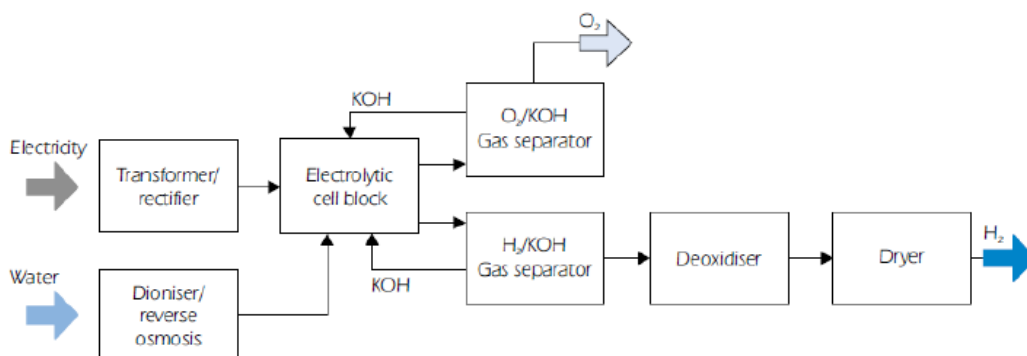 O₂
KOH
O₂/KOH
Gas separator
Electricity
Transformer/
rectifier
Electrolytic
cell block
H₂/KOH
Gas separator
Deoxidiser
Dryer
H₂
Water
KOH
Dioniser/
reverse
osmosis